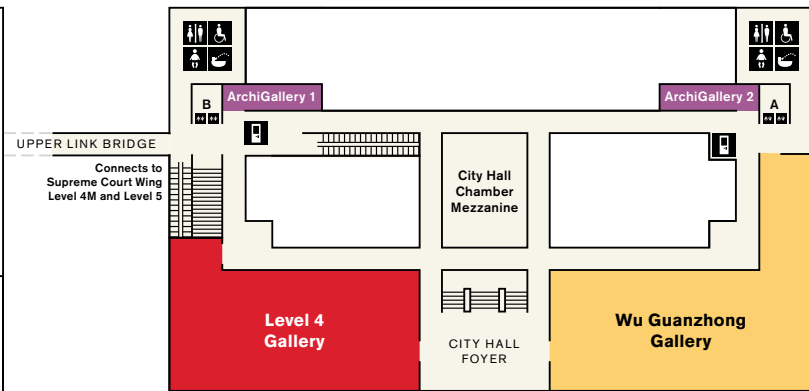 ArchiGallery 1
ArchiGallery 2
B
A
UPPER LINK BRIDGE
Connects to
Supreme Court Wing
Level 4M and Level 5
City Hall
Chamber
Mezzanine
Level 4
Gallery
CITY HALL
FOYER
Wu Guanzhong
Gallery